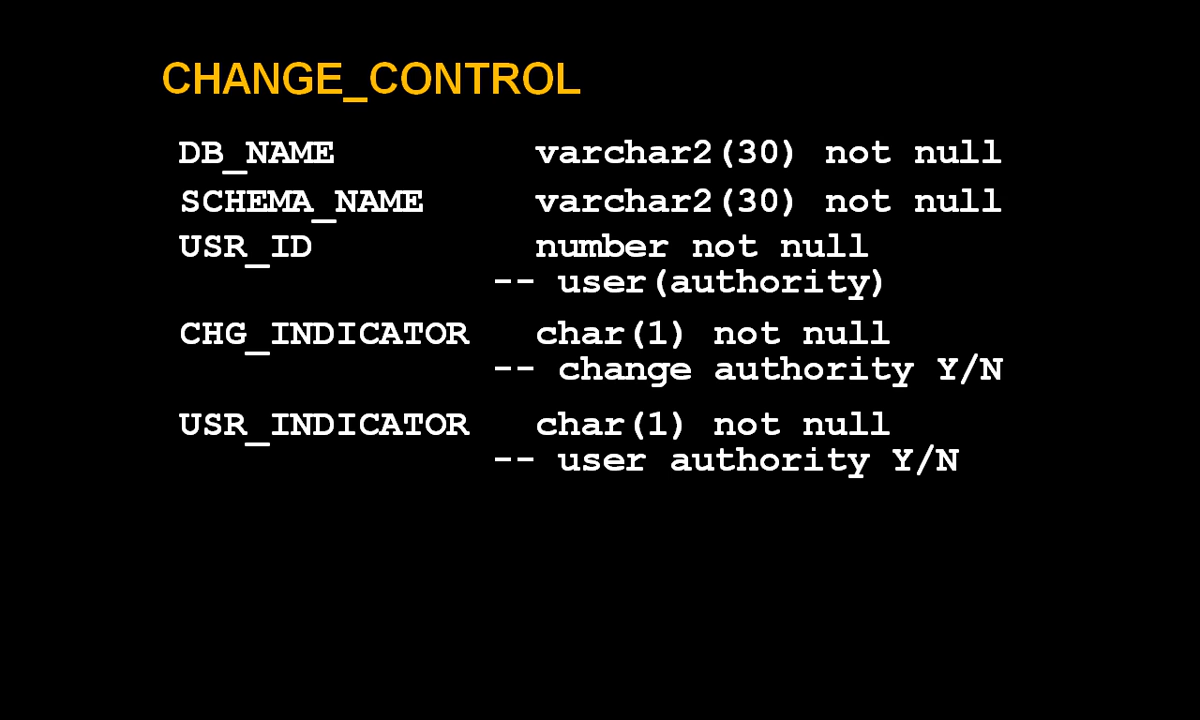 CHANGE_CONTROL
DB_NAME varchar2(30) not null
SCHEMA_NAME varchar2(30) not null
USR_ID number not null
-- user(authority)
CHG_INDICATOR char(1) not null
-- change authority Y/N
USR_INDICATOR char(1) not null
-- user authority Y/N